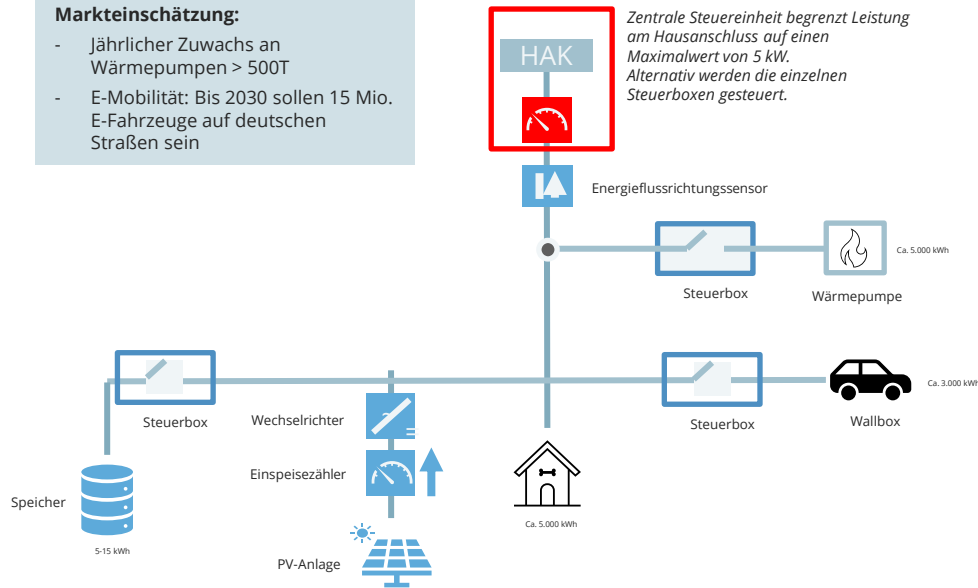 Markteinschätzung:
- Jährlicher Zuwachs an
Wärmepumpen > 500T
- E-Mobilität: Bis 2030 sollen 15 Mio.
E-Fahrzeuge auf deutschen
Straßen sein
HAK
Zentrale Steuereinheit begrenzt Leistung
am Hausanschluss auf einen
Maximalwert von 5 kW.
Alternativ werden die einzelnen
Steuerboxen gesteuert.
Energieflussrichtungssensor
Ca. 5.000 kWh
Steuerbox
Wärmepumpe
Ca. 3.000 kWh
Steuerbox
Wechselrichter
Steuerbox
Wallbox
Einspeisezähler
Speicher
Ca. 5.000 kWh
5-15 kWh
PV-Anlage